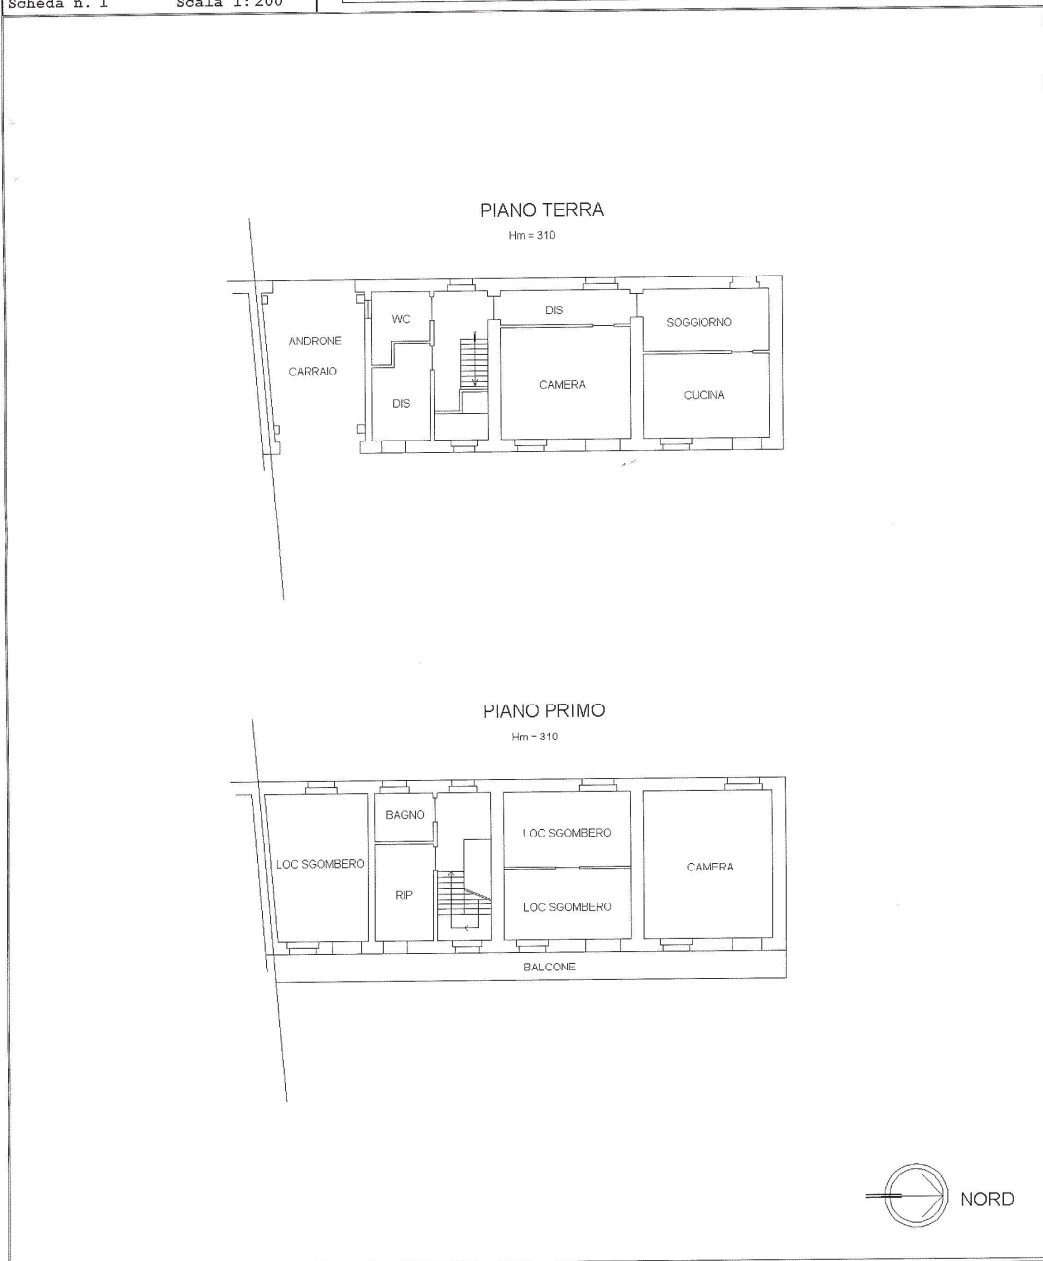 Scheda n. 1 Scala 1:200
PIANO TERRA
Hm = 310
ANDRONE
CARRAIO
WC
DIS
DIS
CAMERA
SOGGIORNO
CUCINA
PIANO PRIMO
Hm = 310
LOC SGOMBERO
BAGNO
RIP
LOC SGOMBERO
LOC SGOMBERO
CAMERA
BALCONE
NORD